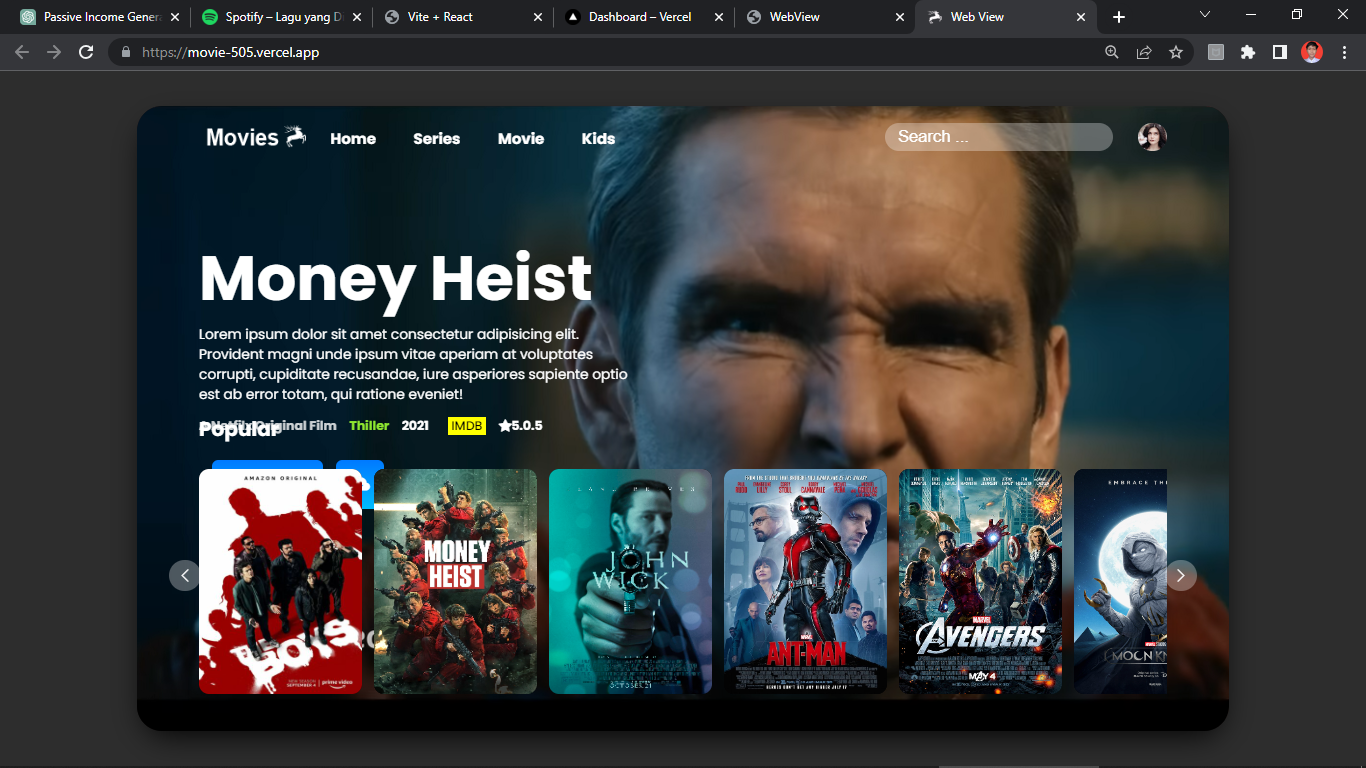 Passive Income Genera
Spotify – Lagu yang D
Vite + React
Dashboard – Vercel
WebView
Web View
https://movie-505.vercel.app
Movies
Home
Series
Movie
Kids
Search ...
Money Heist
Lorem ipsum dolor sit amet consectetur adipisicing elit.
Provident magni unde ipsum vitae aperiam at voluptates
corrupti, cupiditate recusandae, iure asperiores sapiente optio
est ab error totam, qui ratione eveniet!
Netflix Original Film
Thiller
2021
IMDB
5.0.5
Popular
AMAZON ORIGINAL
BOYS
prime video
MONEY
HEIST
JOHN
WICK
MARVEL
ANT-MAN
MARVEL
AVENGERS
MAY 4
EMBRACE TH
MOON KN